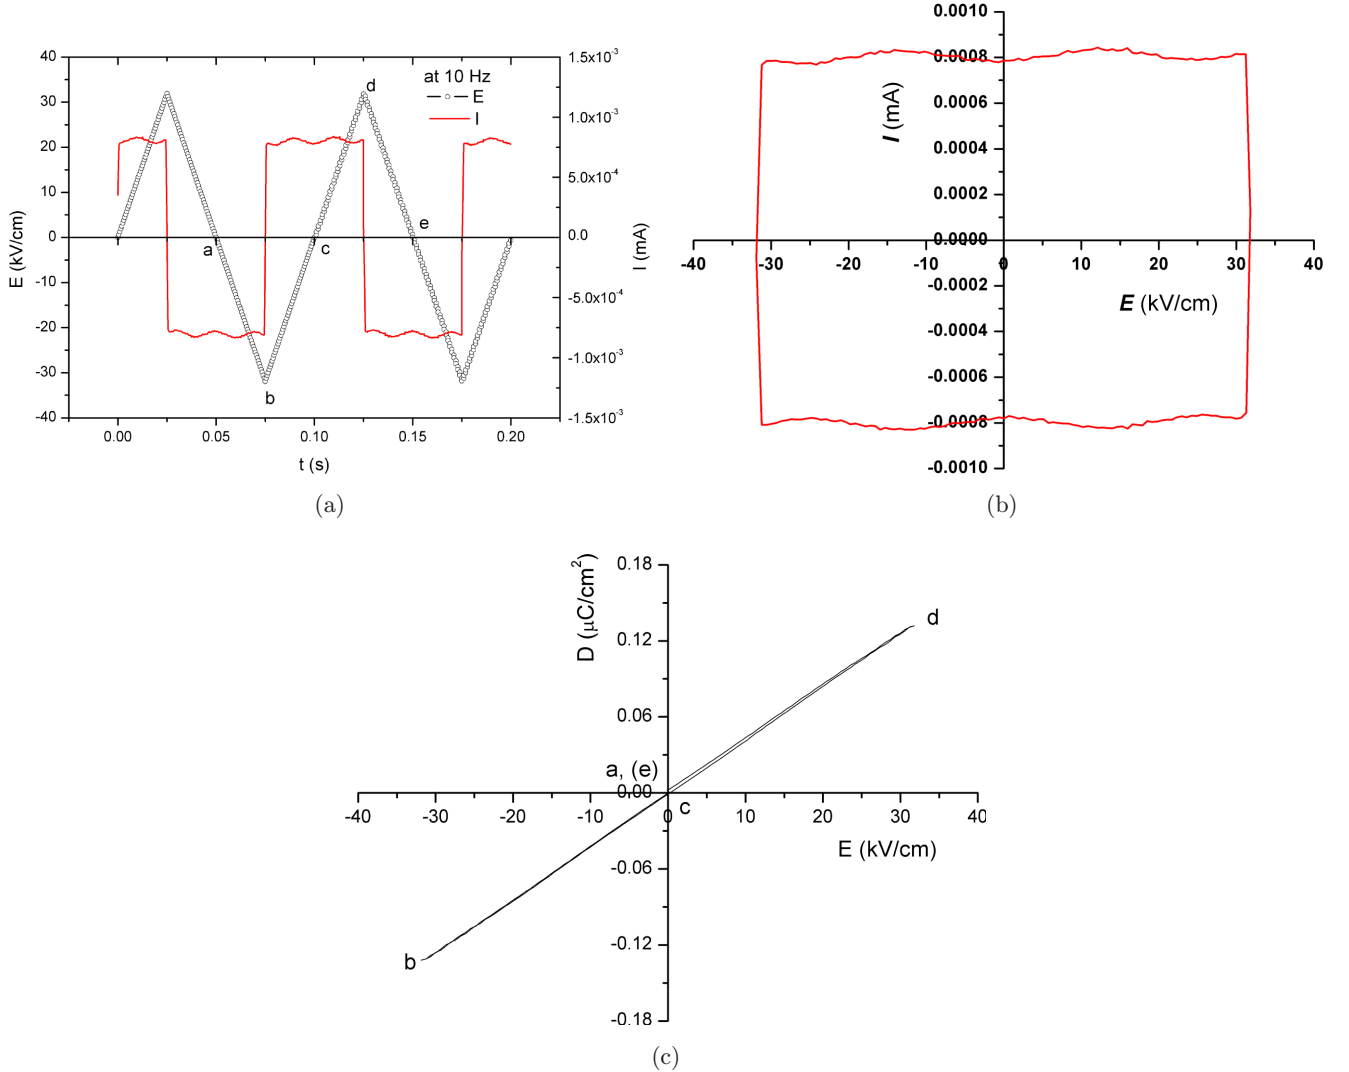 at 10 Hz
E
I
40
30
20
10
0
-10
-20
-30
-40
E (kV/cm)
1.5x10⁻³
1.0x10⁻³
5.0x10⁻⁴
0.0
-5.0x10⁻⁴
-1.0x10⁻³
-1.5x10⁻³
I (mA)
a
b
c
d
e
0.00 0.05 0.10 0.15 0.20
t (s)
(a)
0.0010
0.0008
0.0006
0.0004
0.0002
0.0000
-0.0002
-0.0004
-0.0006
-0.0008
-0.0010
I (mA)
-40 -30 -20 -10 0 10 20 30 40
E (kV/cm)
(b)
D (μC/cm²)
0.18
0.12
0.06
0.00
-0.06
-0.12
-0.18
d
a, (e)
c
b
-40 -30 -20 -10 0 10 20 30 40
E (kV/cm)
(c)